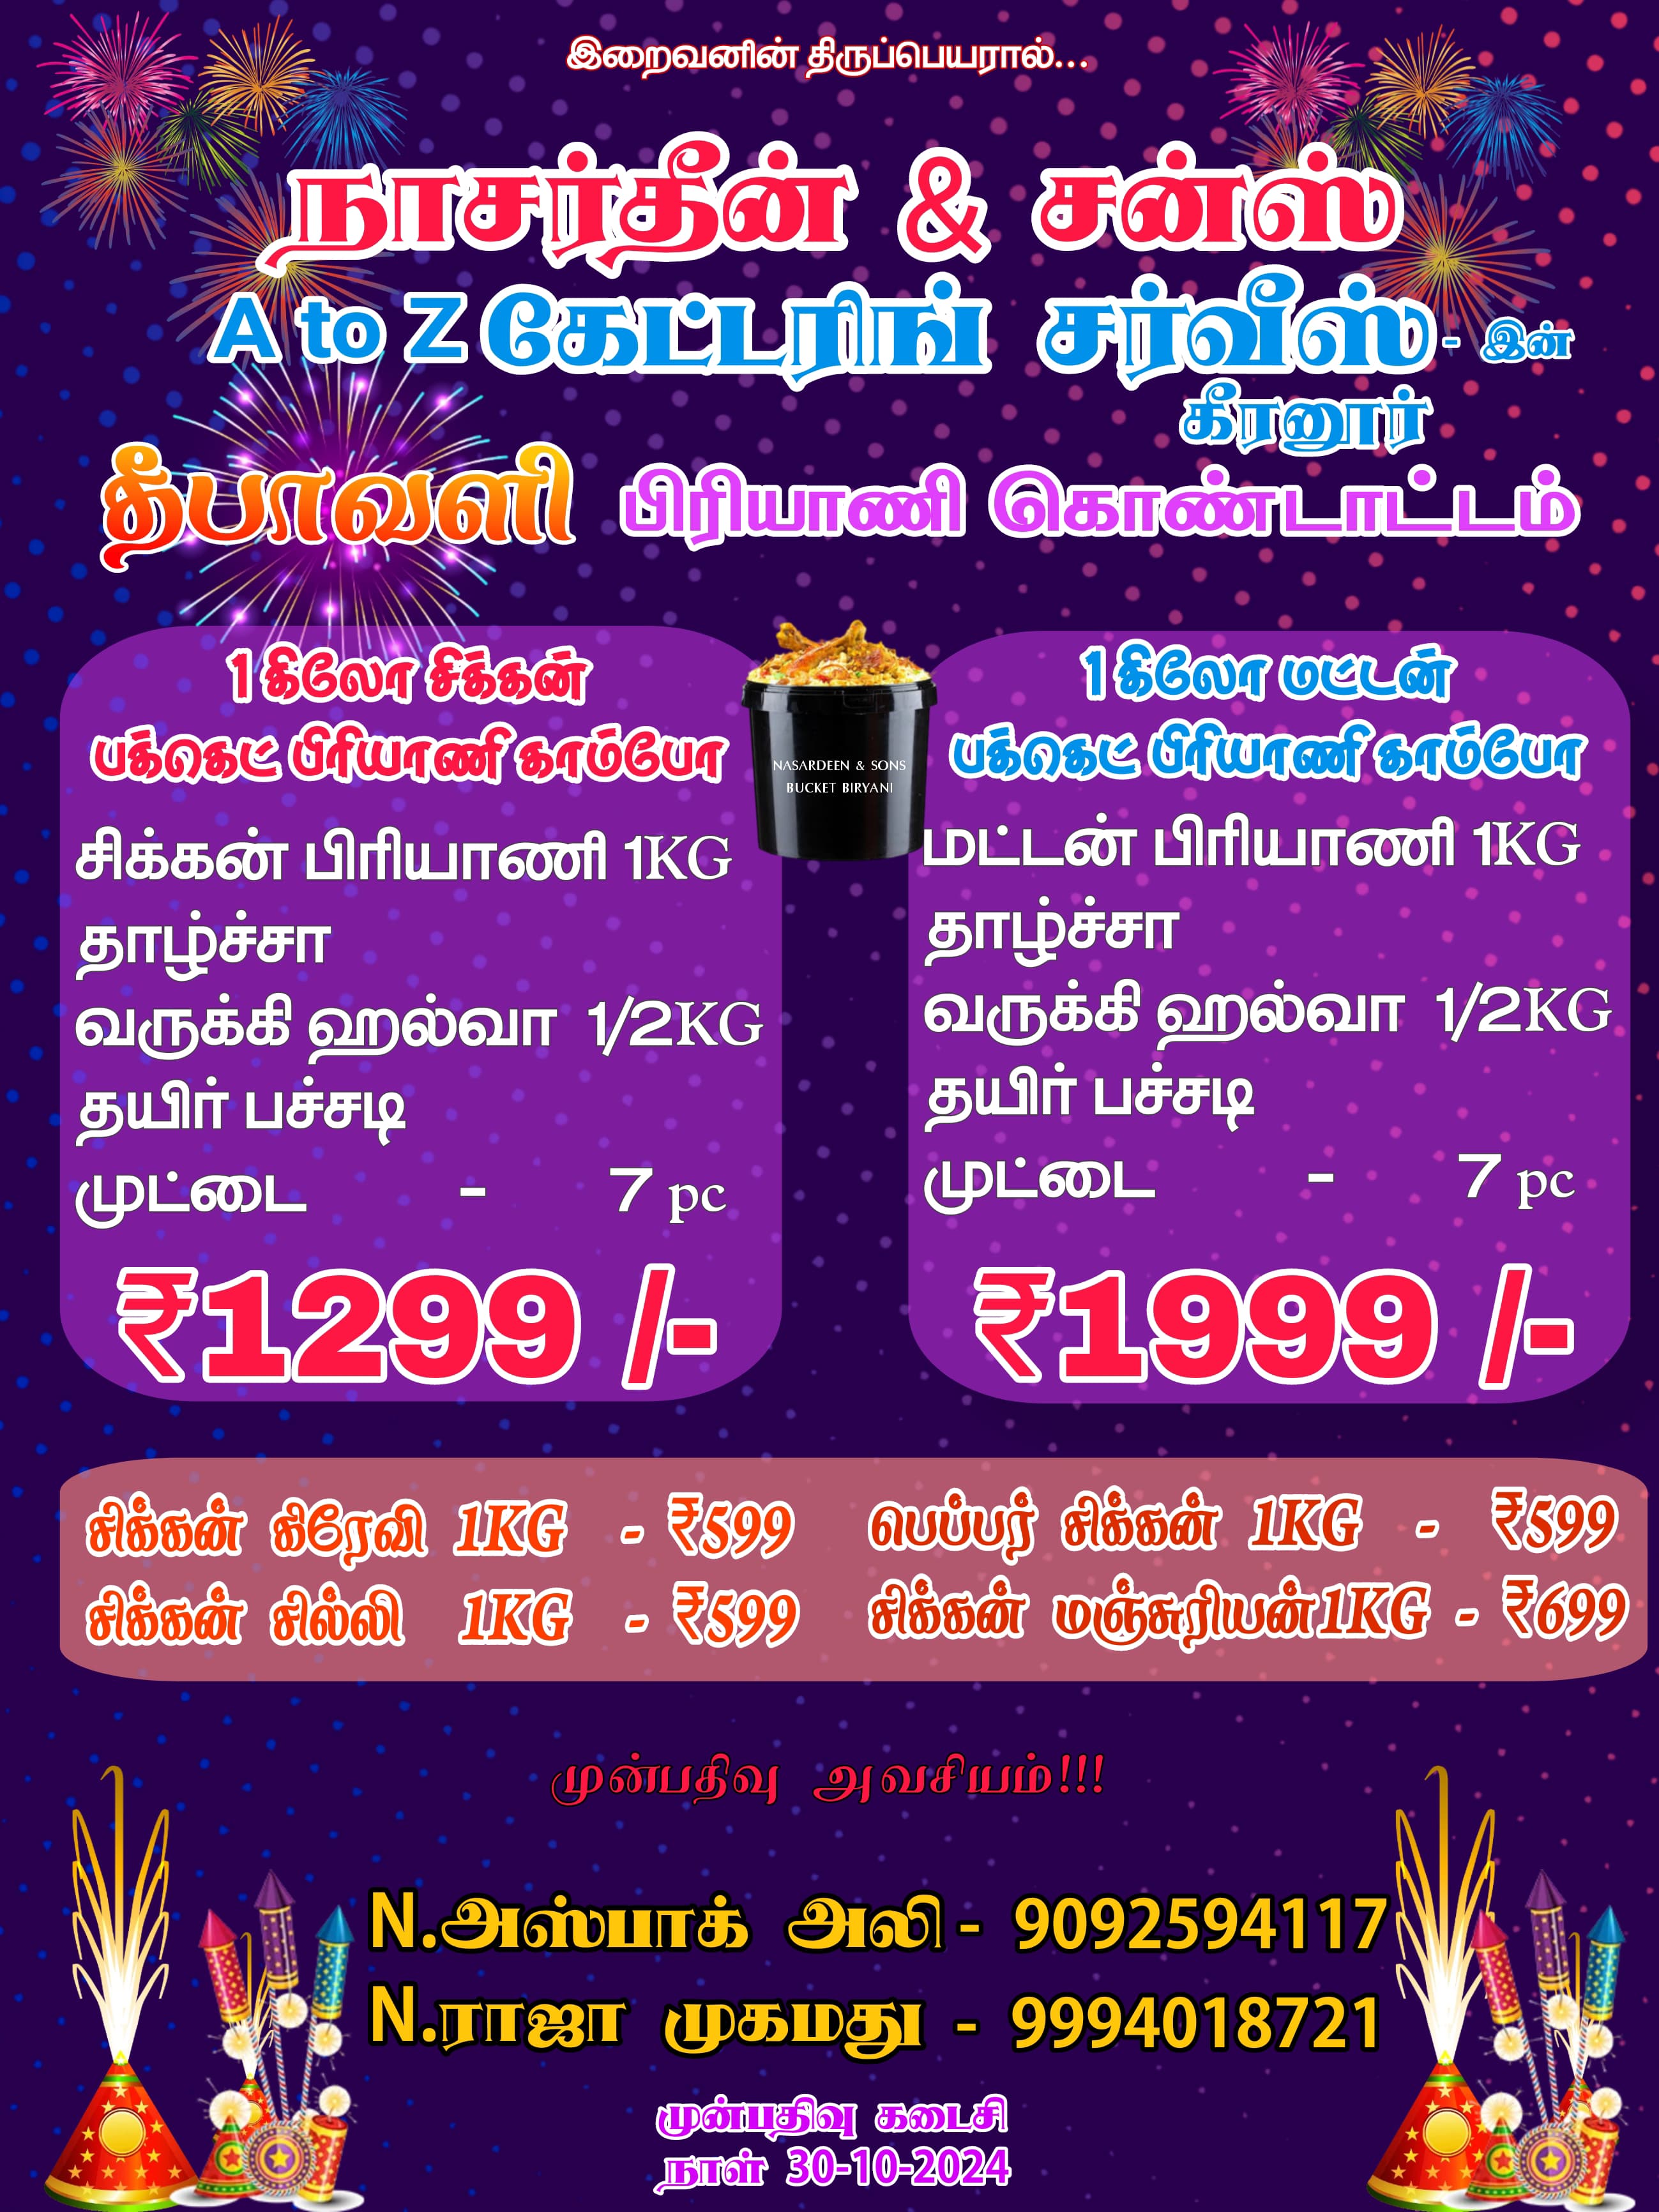 இறைவனின் திருப்பெயரால்...
நாசர்தீன் & சன்ஸ்
A to Z கேட்டரிங் சர்வீஸ் - இன்
கீரனூர்
தீபாவளி பிரியாணி கொண்டாட்டம்
1 கிலோ சிக்கன்
பக்கெட் பிரியாணி காம்போ
சிக்கன் பிரியாணி 1KG
தாழ்ச்சா
வருக்கி ஹல்வா 1/2KG
தயிர் பச்சடி
முட்டை - 7 pc
₹1299 /-
NASARDEEN & SONS
BUCKET BIRYANI
1 கிலோ மட்டன்
பக்கெட் பிரியாணி காம்போ
மட்டன் பிரியாணி 1KG
தாழ்ச்சா
வருக்கி ஹல்வா 1/2KG
தயிர் பச்சடி
முட்டை - 7 pc
₹1999 /-
சிக்கன் கிரேவி 1KG - ₹599
சிக்கன் சில்லி 1KG - ₹599
பெப்பர் சிக்கன் 1KG - ₹599
சிக்கன் மஞ்சுரியன்1KG - ₹699
முன்பதிவு அவசியம்!!!
N.அஸ்பாக் அலி - 9092594117
N.ராஜா முகமது - 9994018721
முன்பதிவு கடைசி
நாள் 30-10-2024